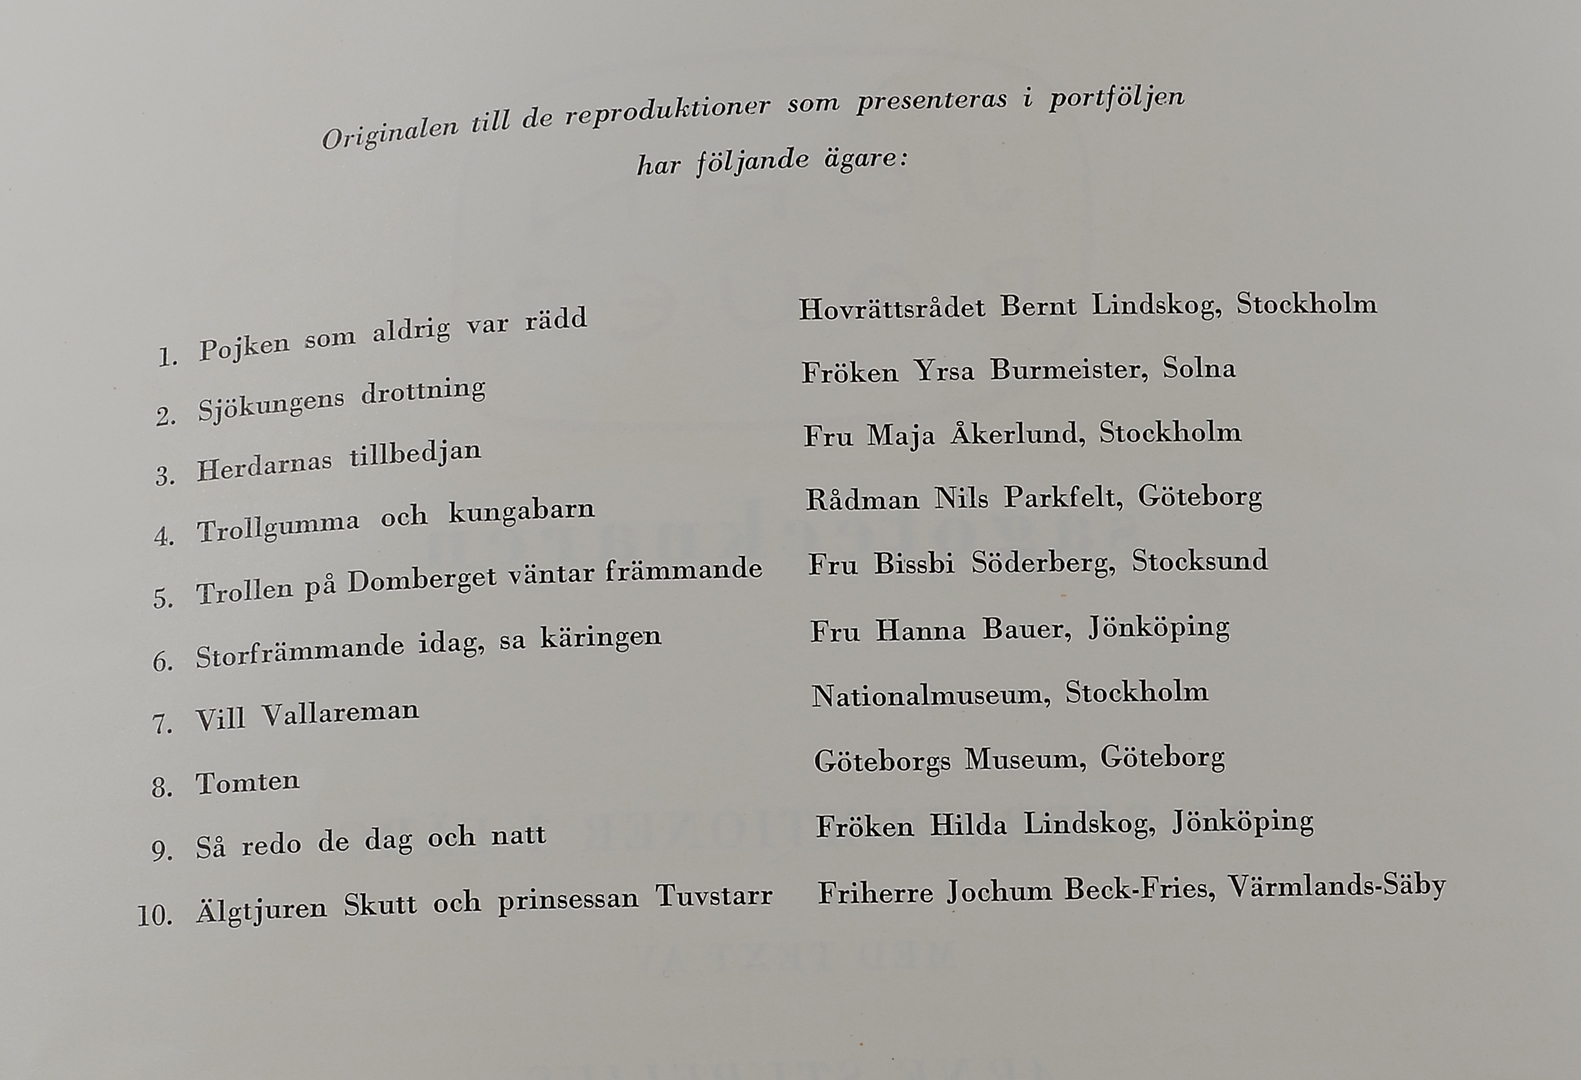 Originalen till de reproduktioner som presenteras i portföljen
har följande ägare:
1. Pojken som aldrig var rädd Hovrättsrådet Bernt Lindskog, Stockholm
2. Sjökungens drottning Fröken Yrsa Burmeister, Solna
3. Herdarnas tillbedjan Fru Maja Åkerlund, Stockholm
4. Trollgumma och kungabarn Rådman Nils Parkfelt, Göteborg
5. Trollen på Domberget väntar främmande Fru Bissbi Söderberg, Stocksund
6. Storfrämmande idag, sa käringen Fru Hanna Bauer, Jönköping
7. Vill Vallareman Nationalmuseum, Stockholm
8. Tomten Göteborgs Museum, Göteborg
9. Så redo de dag och natt Fröken Hilda Lindskog, Jönköping
10. Älgtjuren Skutt och prinsessan Tuvstarr Friherre Jochum Beck-Fries, Värmlands-Säby